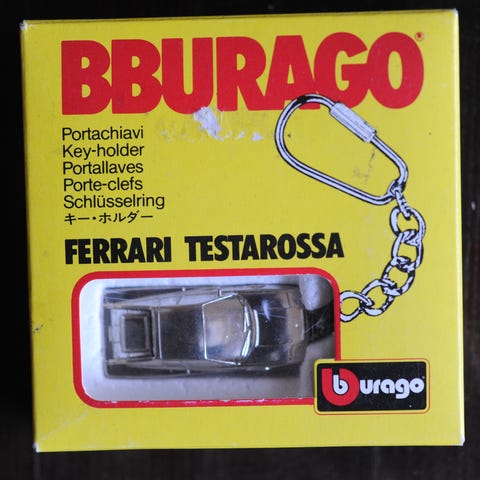 BBURAGO®
Portachiavi
Key-holder
Portallaves
Porte-clefs
Schlüsselring
キー・ホルダー
FERRARI TESTAROSSA
burago